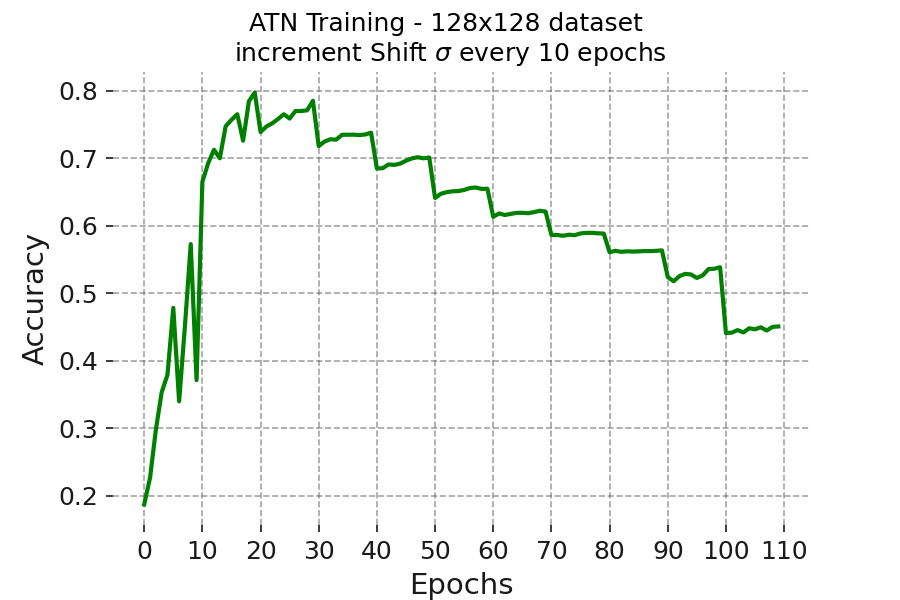 ATN Training - 128x128 dataset
increment Shift σ every 10 epochs
Accuracy
0.8
0.7
0.6
0.5
0.4
0.3
0.2
0 10 20 30 40 50 60 70 80 90 100 110
Epochs